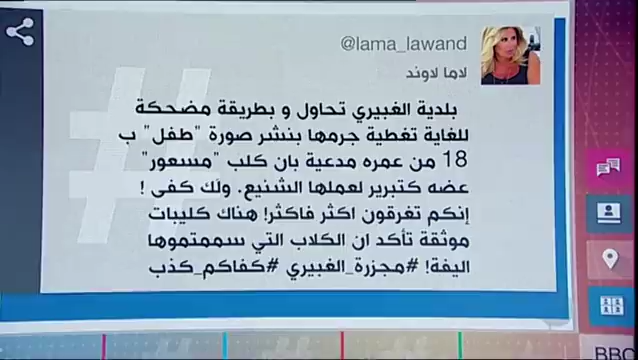 @lama_lawand
لاما لاوند
بلدية الغبيري تحاول و بطريقة مضحكة
للغاية تغطية جرمها بنشر صورة "طفل" ب
18 من عمره مدعية بان كلب "مسعور"
عضه كتبرير لعملها الشنيع. ولك كفى !
إنكم تغرقون اكثر فاكثر! هناك كليبات
موثقة تأكد ان الكلاب التي سممتموها
اليفة! #مجزرة_الغبيري #كفاكم_كذب
BBC